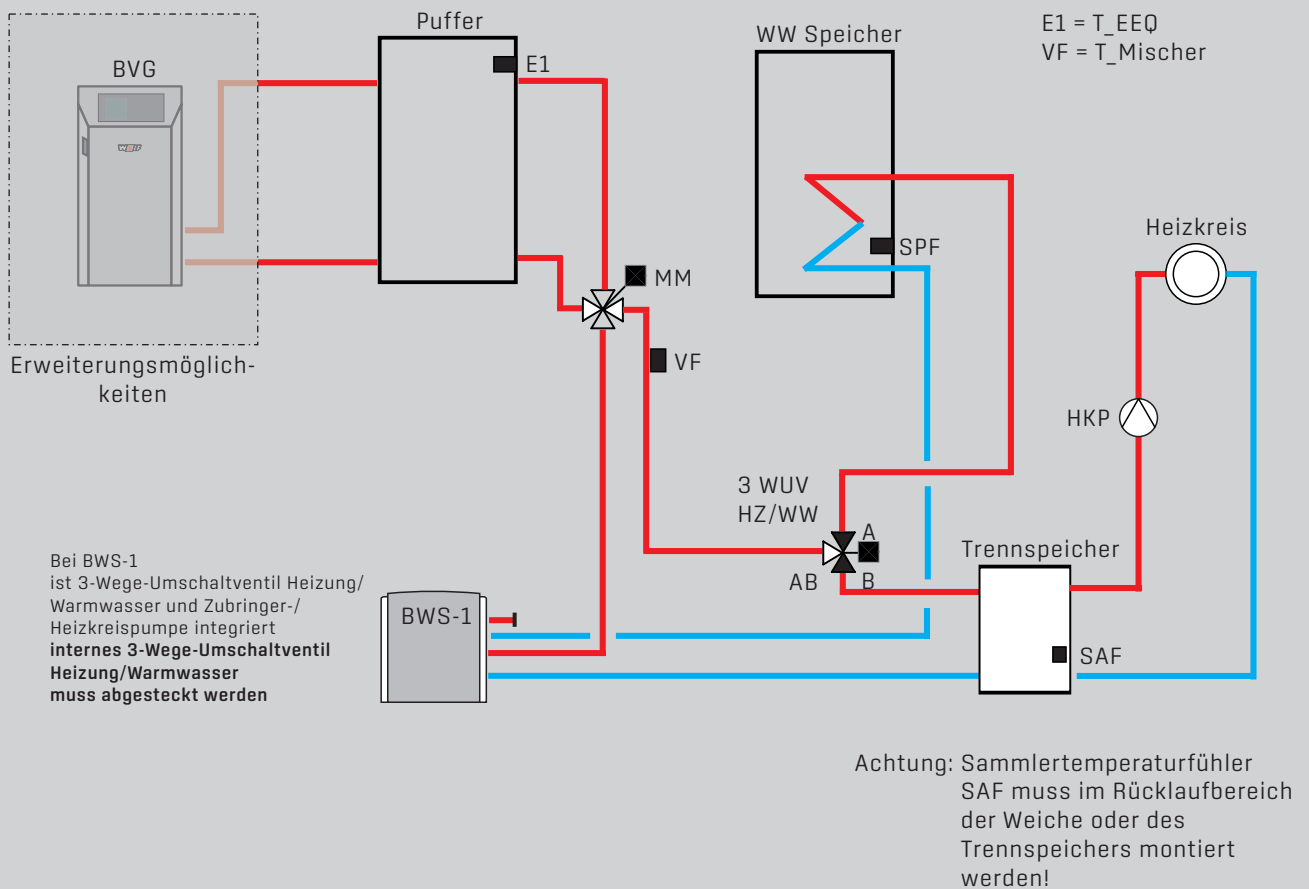 Puffer
E1 = T_EEQ
VF = T_Mischer
WW Speicher
BVG
E1
WOLF
SPF
Heizkreis
MM
VF
Erweiterungsmöglich-
keiten
HKP
3 WUV
HZ/WW
A
AB
B
Trennspeicher
SAF
Bei BWS-1
ist 3-Wege-Umschaltventil Heizung/
Warmwasser und Zubringer-/
Heizkreispumpe integriert
internes 3-Wege-Umschaltventil
Heizung/Warmwasser
muss abgesteckt werden
BWS-1
Achtung: Sammlertemperaturfühler
SAF muss im Rücklaufbereich
der Weiche oder des
Trennspeichers montiert
werden!